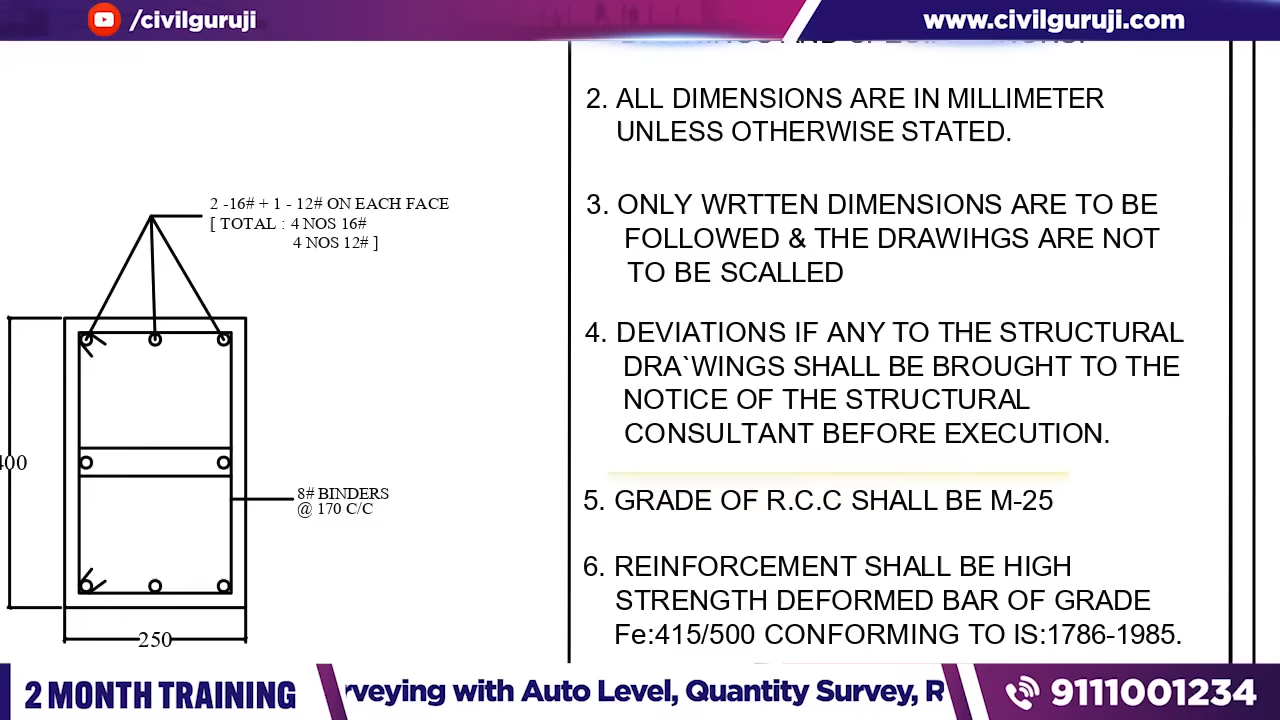 /civilguruji
www.civilguruji.com
2. ALL DIMENSIONS ARE IN MILLIMETER
UNLESS OTHERWISE STATED.
3. ONLY WRTTEN DIMENSIONS ARE TO BE
FOLLOWED & THE DRAWIHGS ARE NOT
TO BE SCALLED
4. DEVIATIONS IF ANY TO THE STRUCTURAL
DRA`WINGS SHALL BE BROUGHT TO THE
NOTICE OF THE STRUCTURAL
CONSULTANT BEFORE EXECUTION.
5. GRADE OF R.C.C SHALL BE M-25
6. REINFORCEMENT SHALL BE HIGH
STRENGTH DEFORMED BAR OF GRADE
Fe:415/500 CONFORMING TO IS:1786-1985.
2 -16# + 1 - 12# ON EACH FACE
[ TOTAL : 4 NOS 16#
4 NOS 12# ]
400
8# BINDERS
@ 170 C/C
250
2 MONTH TRAINING
rveying with Auto Level, Quantity Survey, R
9111001234